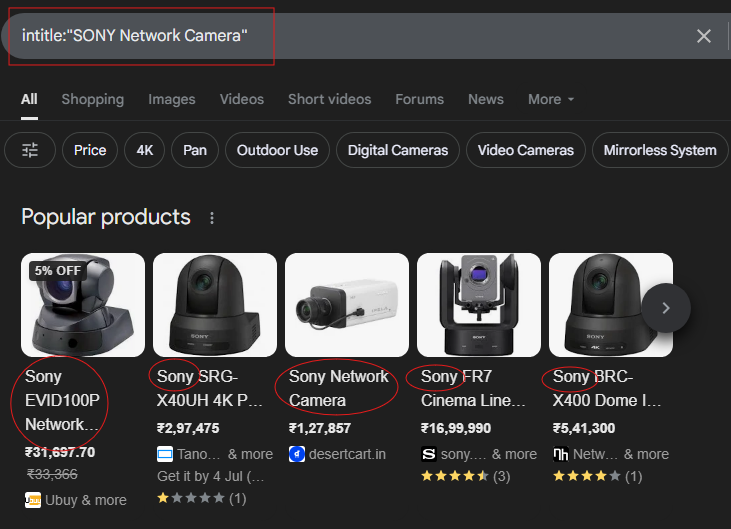 intitle:"SONY Network Camera"
All Shopping Images Videos Short videos Forums News More
Price 4K Pan Outdoor Use Digital Cameras Video Cameras Mirrorless System
Popular products
5% OFF
Sony
EVID100P
Network...
₹31,697.70
₹33,366
Ubuy & more
SONY
Sony SRG-
X40UH 4K P...
₹2,97,475
Tano... & more
Get it by 4 Jul (...
(1)
Sony Network
Camera
₹1,27,857
desertcart.in
Sony FR7
Cinema Line...
₹16,99,990
sony.... & more
(3)
SONY
4K
Sony BRC-
X400 Dome I...
₹5,41,300
Netw... & more
(1)